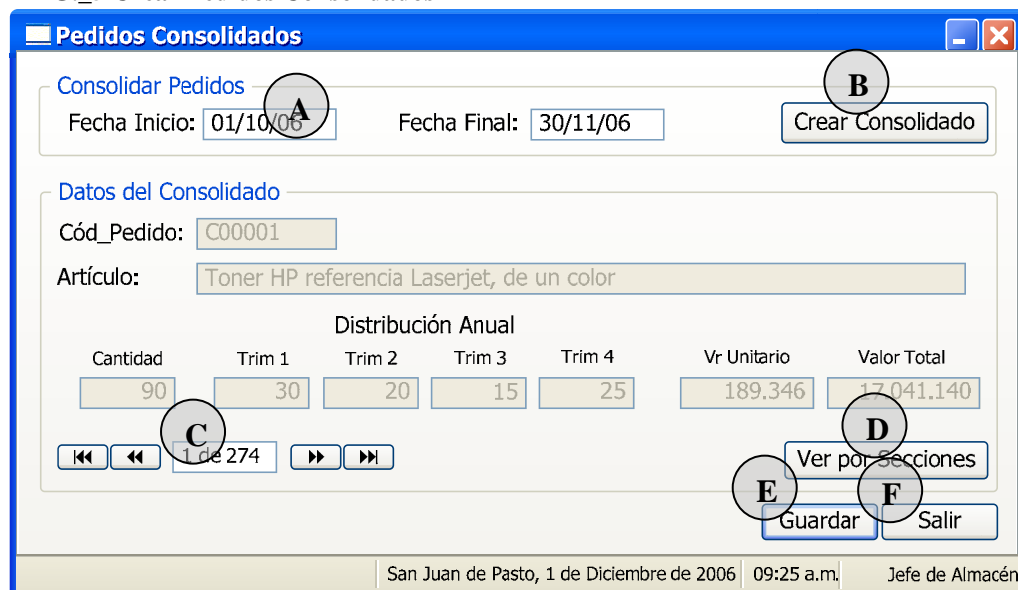 Pedidos Consolidados
Consolidar Pedidos
A
B
Fecha Inicio: 01/10/06 Fecha Final: 30/11/06 Crear Consolidado
Datos del Consolidado
Cód_Pedido: C00001
Artículo: Toner HP referencia Laserjet, de un color
Distribución Anual
Cantidad Trim 1 Trim 2 Trim 3 Trim 4 Vr Unitario Valor Total
90 30 20 15 25 189.346 17.041.140
C
D
1 de 274 Ver por Secciones
E
F
Guardar Salir
San Juan de Pasto, 1 de Diciembre de 2006 09:25 a.m. Jefe de Almacén